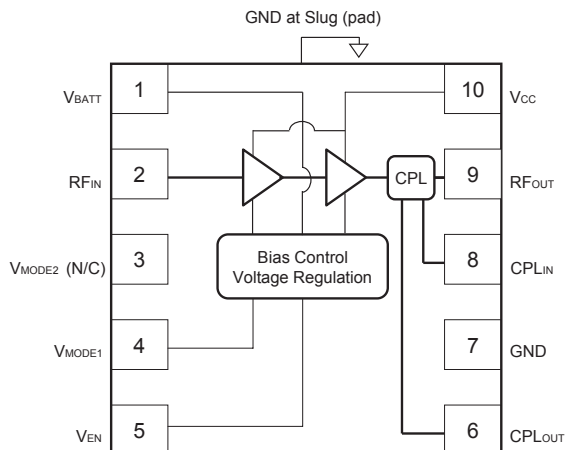 GND at Slug (pad)
1
VBATT
10
VCC
2
RFIN
CPL
9
RFOUT
3
VMODE2 (N/C)
Bias Control
Voltage Regulation
8
CPLIN
4
VMODE1
7
GND
5
VEN
6
CPLOUT